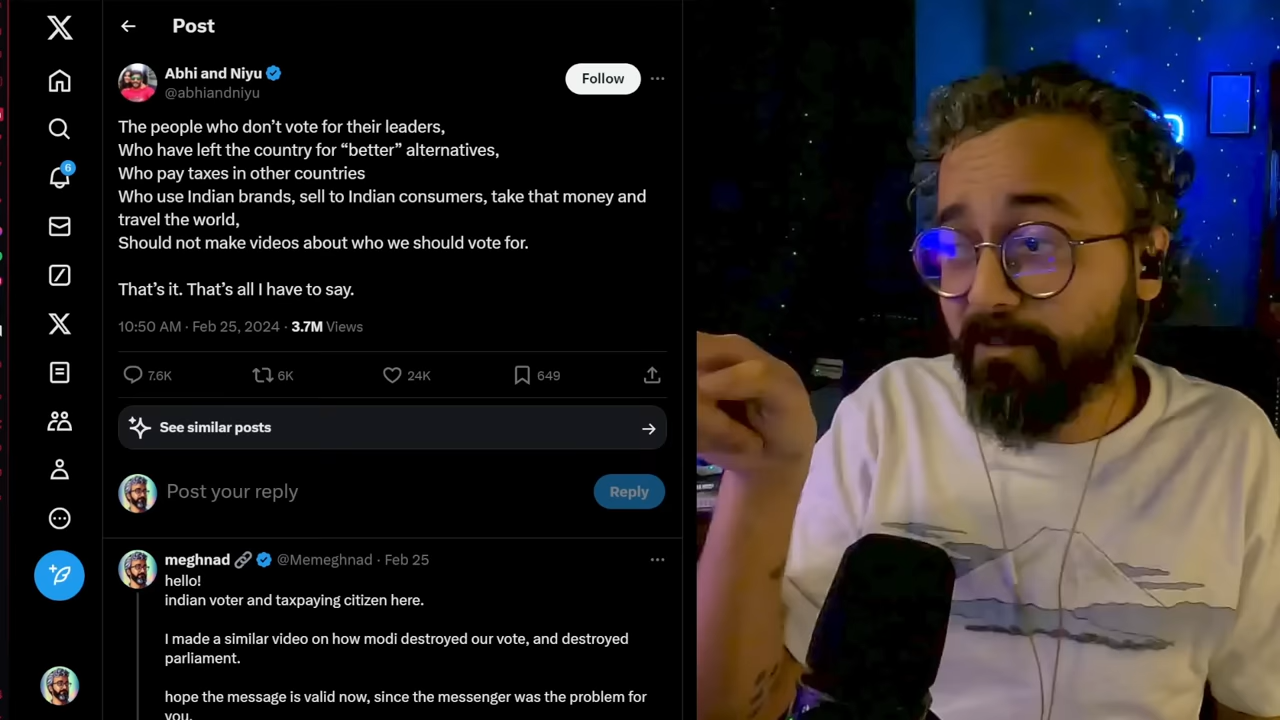 Post
Abhi and Niyu
@abhiandniyu
Follow
The people who don’t vote for their leaders,
Who have left the country for “better” alternatives,
Who pay taxes in other countries
Who use Indian brands, sell to Indian consumers, take that money and
travel the world,
Should not make videos about who we should vote for.
That’s it. That’s all I have to say.
10:50 AM · Feb 25, 2024 · 3.7M Views
7.6K 6K 24K 649
See similar posts
Post your reply
Reply
meghnad @Memeghnad · Feb 25
hello!
indian voter and taxpaying citizen here.
I made a similar video on how modi destroyed our vote, and destroyed
parliament.
hope the message is valid now, since the messenger was the problem for
you.
6